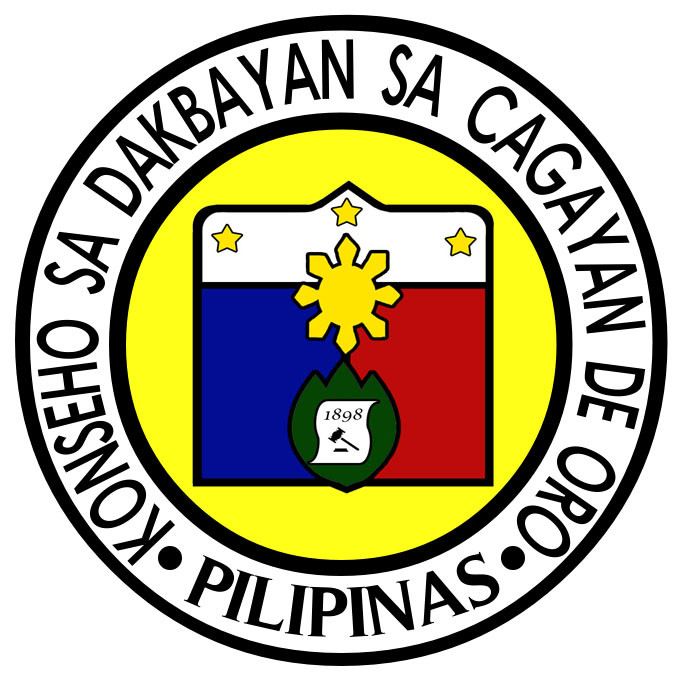 KONSEHO SA DAKBAYAN SA CAGAYAN DE ORO
1898
• PILIPINAS •